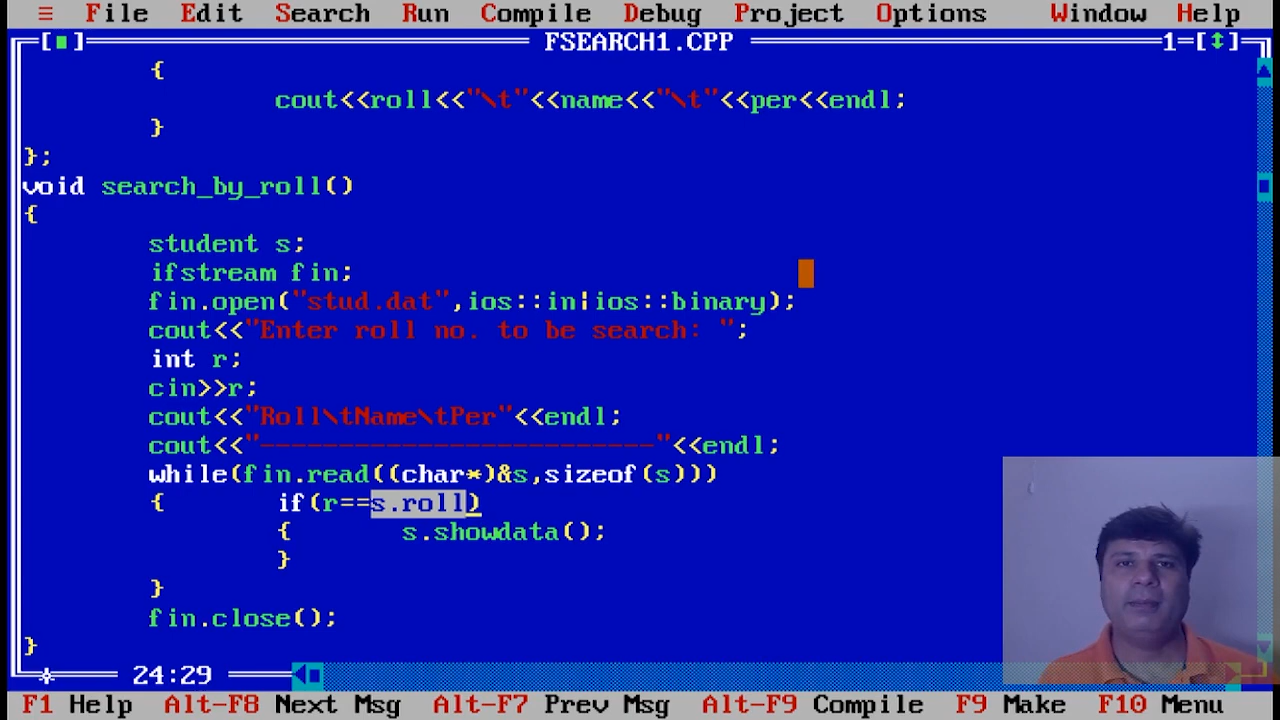 ≡ File Edit Search Run Compile Debug Project Options Window Help
[■] FSEARCH1.CPP 1=[↕]
{
cout<<roll<<"\t"<<name<<"\t"<<per<<endl;
}
};
void search_by_roll()
{
student s;
ifstream fin;
fin.open("stud.dat",ios::in|ios::binary);
cout<<"Enter roll no. to be search: ";
int r;
cin>>r;
cout<<"Roll\tName\tPer"<<endl;
cout<<"-------------------------"<<endl;
while(fin.read((char*)&s,sizeof(s)))
{ if(r==s.roll)
{ s.showdata();
}
}
fin.close();
}
24:29
F1 Help Alt-F8 Next Msg Alt-F7 Prev Msg Alt-F9 Compile F9 Make F10 Menu